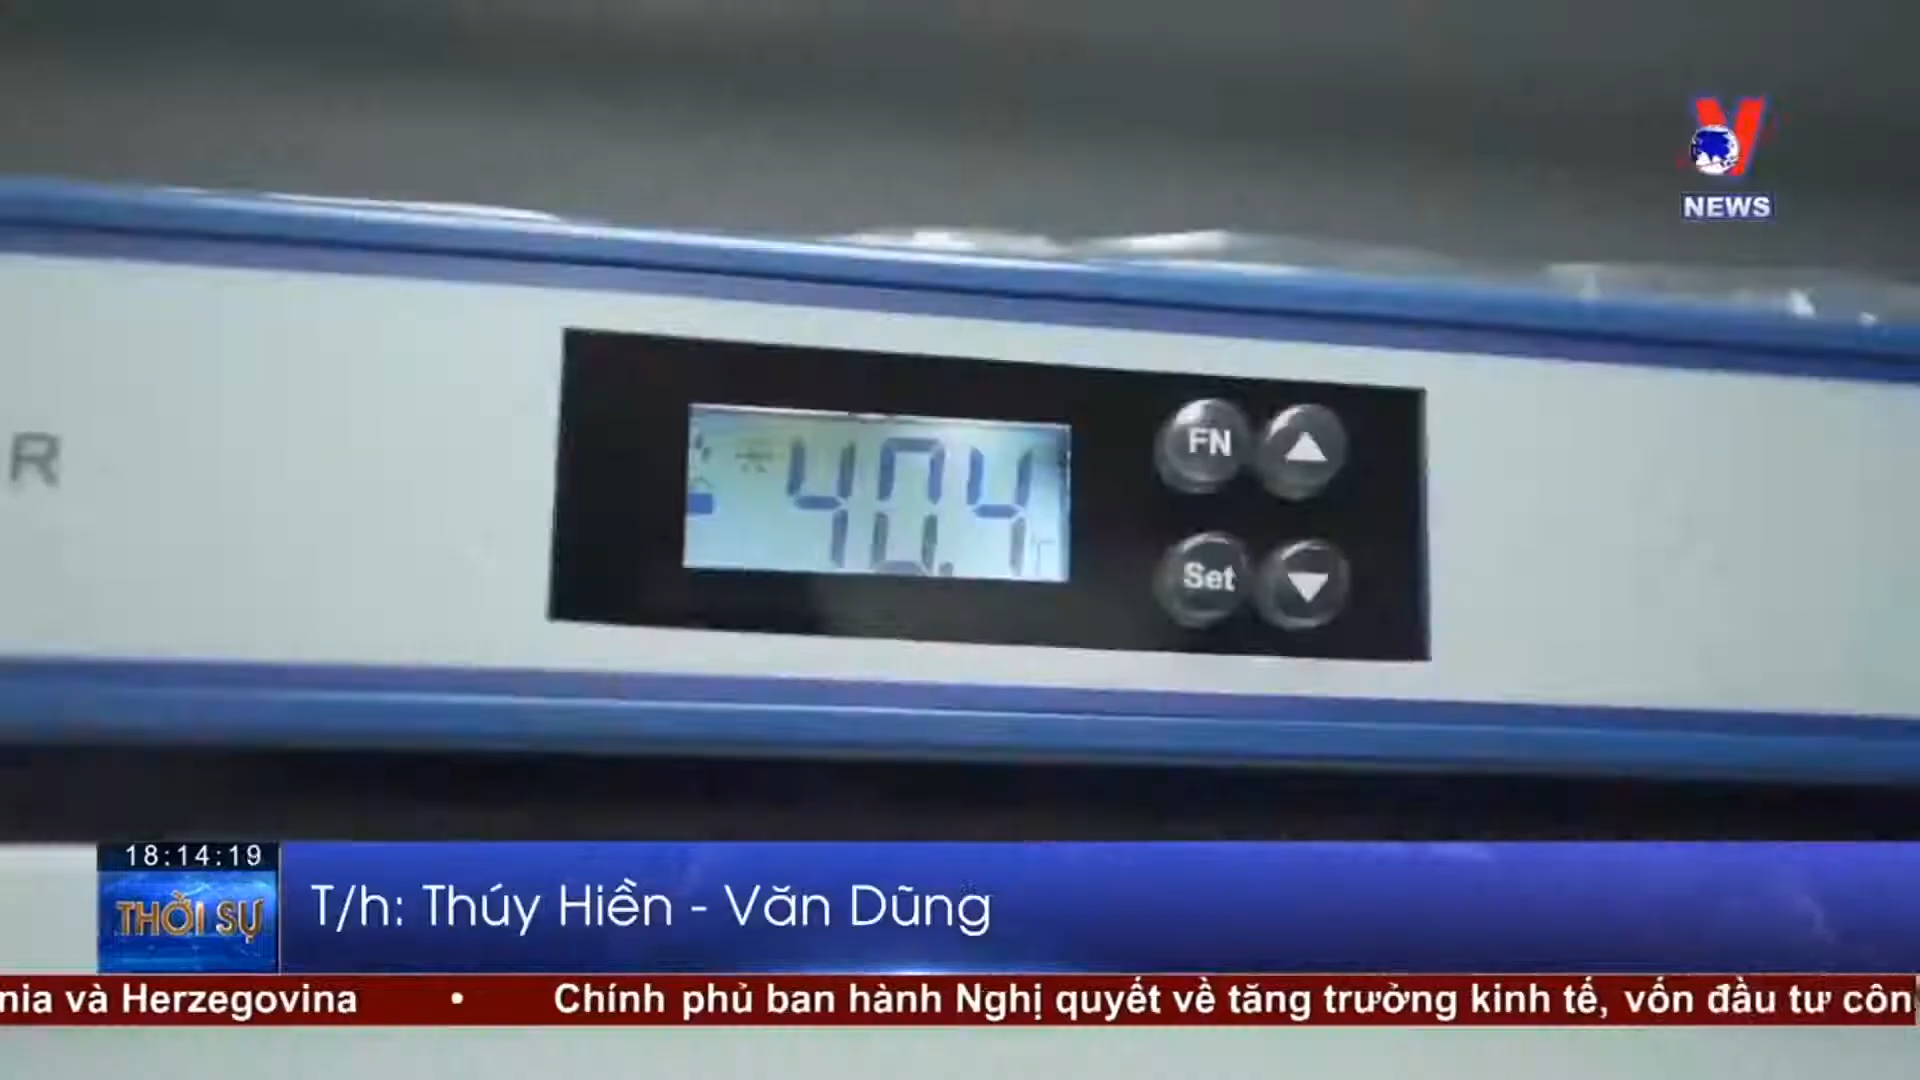 NEWS
R
40.4
FN
Set
18:14:19
THỜI SỰ
T/h: Thúy Hiền - Văn Dũng
nia và Herzegovina • Chính phủ ban hành Nghị quyết về tăng trưởng kinh tế, vốn đầu tư côn